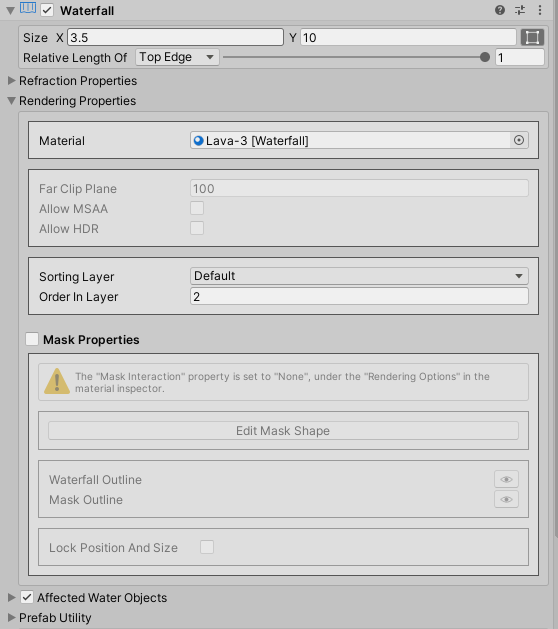 Waterfall
Size X 3.5 Y 10
Relative Length Of Top Edge 1
Refraction Properties
Rendering Properties
Material Lava-3 [Waterfall]
Far Clip Plane 100
Allow MSAA
Allow HDR
Sorting Layer Default
Order In Layer 2
Mask Properties
The "Mask Interaction" property is set to "None", under the "Rendering Options" in the
material inspector.
Edit Mask Shape
Waterfall Outline
Mask Outline
Lock Position And Size
Affected Water Objects
Prefab Utility